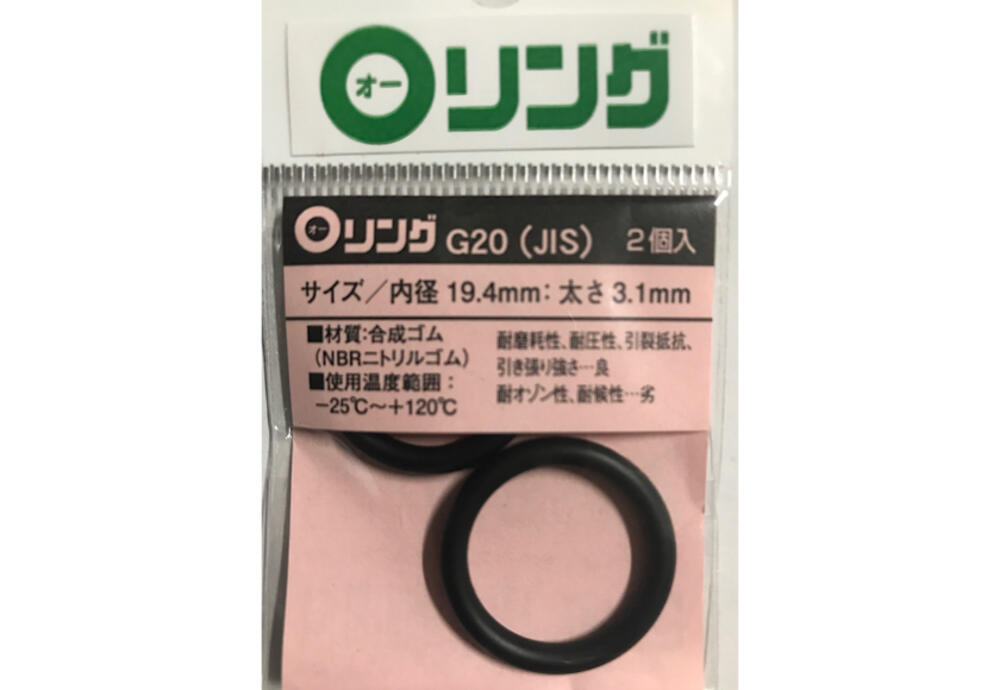 オーリング
オーリング G20（JIS） 2個入
サイズ／内径 19.4mm：太さ 3.1mm
■材質：合成ゴム
（NBRニトリルゴム）
■使用温度範囲：
−25℃〜＋120℃
耐磨耗性、耐圧性、引裂抵抗、
引き張り強さ…良
耐オゾン性、耐候性…劣